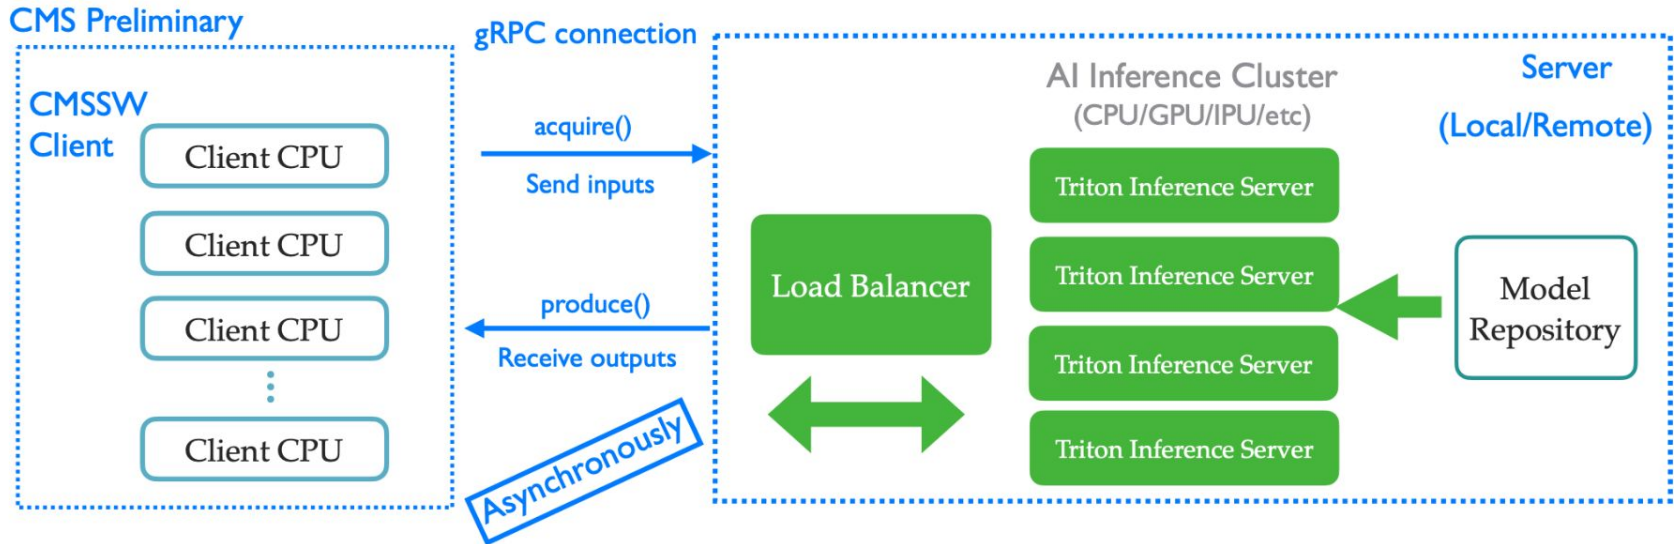 CMS Preliminary
CMSSW
Client
Client CPU
Client CPU
Client CPU
Client CPU
gRPC connection
acquire()
Send inputs
produce()
Receive outputs
Asynchronously
AI Inference Cluster
(CPU/GPU/IPU/etc)
Server
(Local/Remote)
Load Balancer
Triton Inference Server
Triton Inference Server
Triton Inference Server
Triton Inference Server
Model
Repository